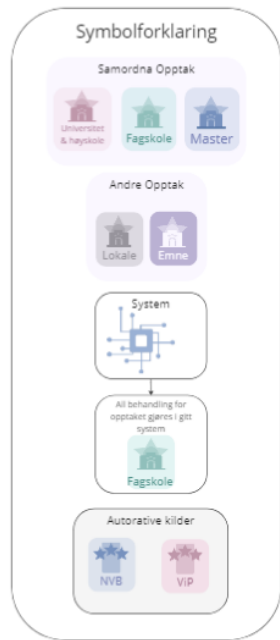 Symbolforklaring
Samordna Opptak
Universitet
& høyskole
Fagskole
Master
Andre Opptak
Lokale
Emne
System
All behandling for
opptaket gjøres i gitt
system
Fagskole
Autorative kilder
NVB
ViP